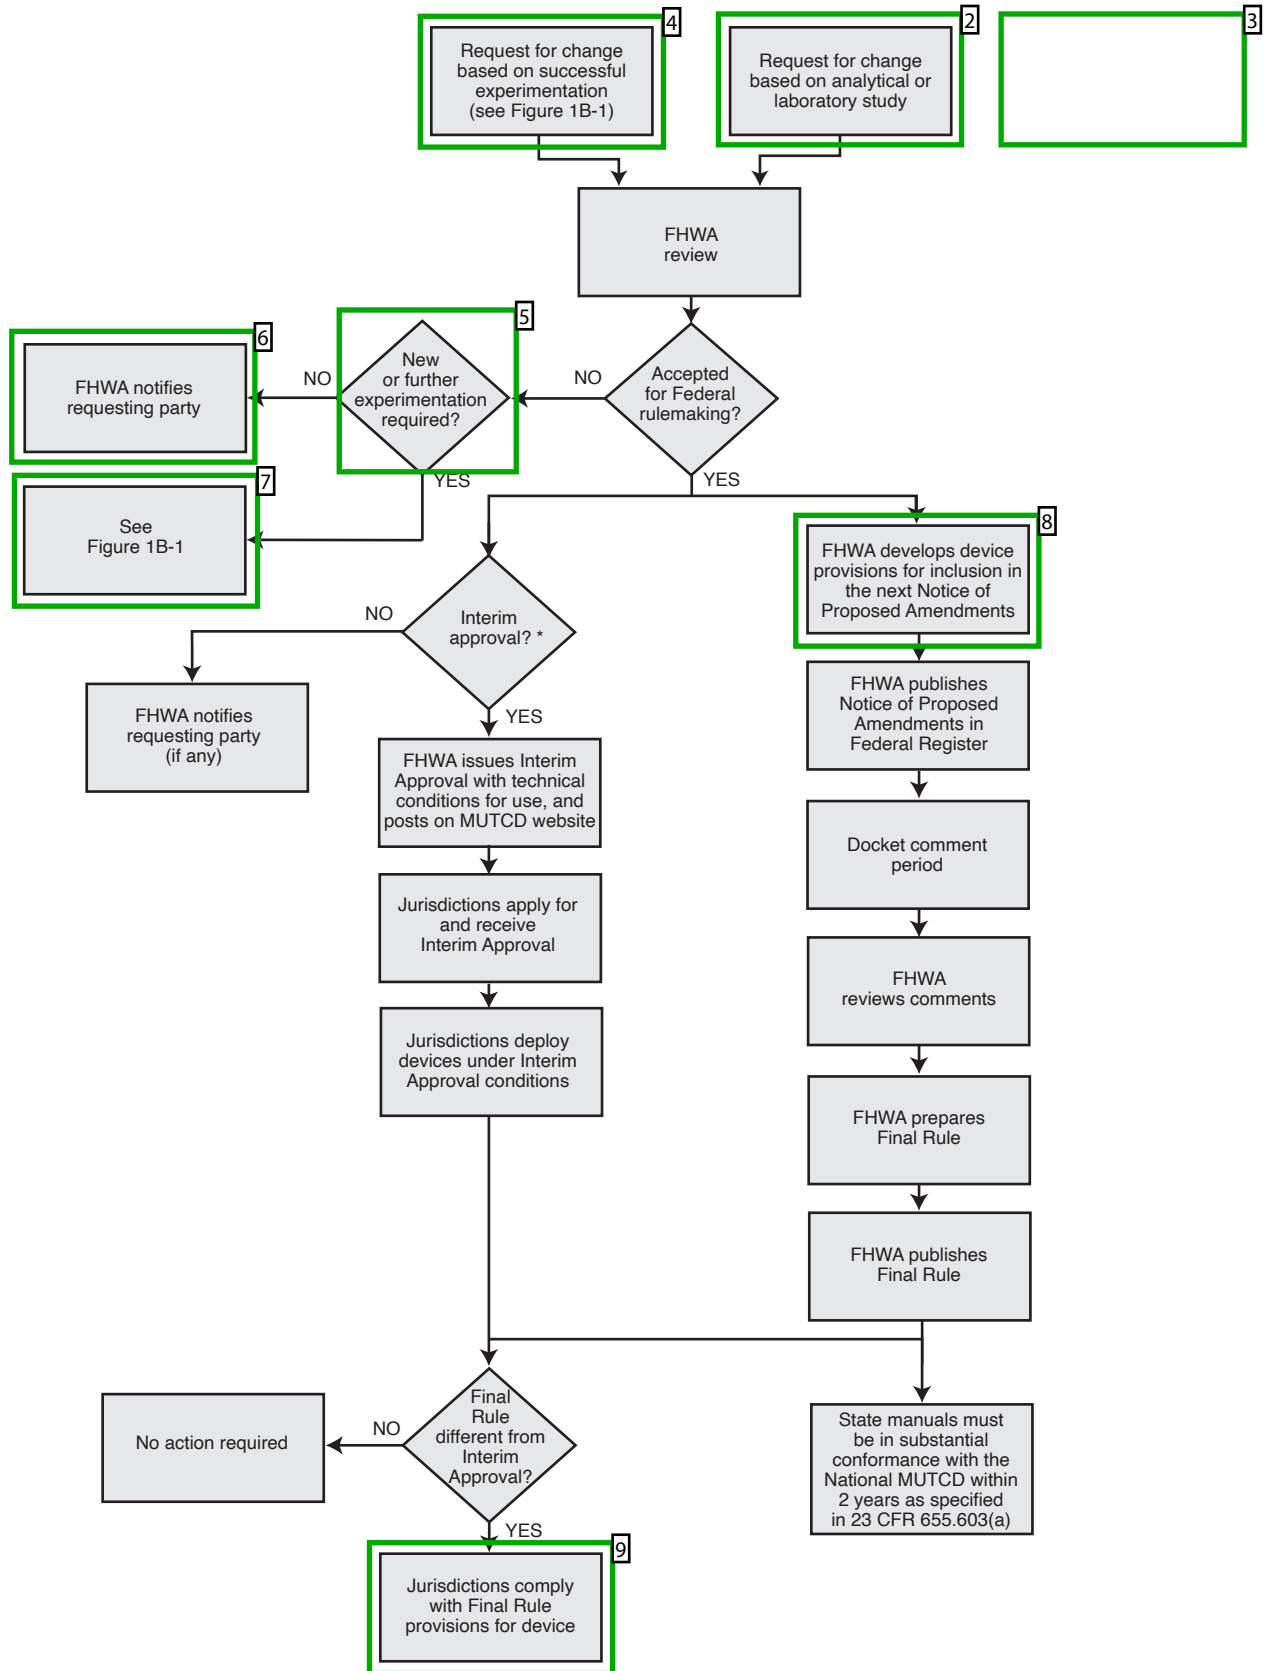 4
2
3
Request for change
based on successful
experimentation
(see Figure 1B-1)
Request for change
based on analytical or
laboratory study
FHWA
review
5
6
New
or further
experimentation
required?
NO
Accepted
for Federal
rulemaking?
NO
FHWA notifies
requesting party
7
YES
YES
See
Figure 1B-1
8
FHWA develops device
provisions for inclusion in
the next Notice of
Proposed Amendments
NO
Interim
approval? *
FHWA notifies
requesting party
(if any)
YES
FHWA publishes
Notice of Proposed
Amendments in
Federal Register
FHWA issues Interim
Approval with technical
conditions for use, and
posts on MUTCD website
Docket comment
period
Jurisdictions apply for
and receive
Interim Approval
FHWA
reviews comments
Jurisdictions deploy
devices under Interim
Approval conditions
FHWA prepares
Final Rule
FHWA publishes
Final Rule
Final
Rule
different from
Interim
Approval?
NO
No action required
State manuals must
be in substantial
conformance with the
National MUTCD within
2 years as specified
in 23 CFR 655.603(a)
YES
9
Jurisdictions comply
with Final Rule
provisions for device